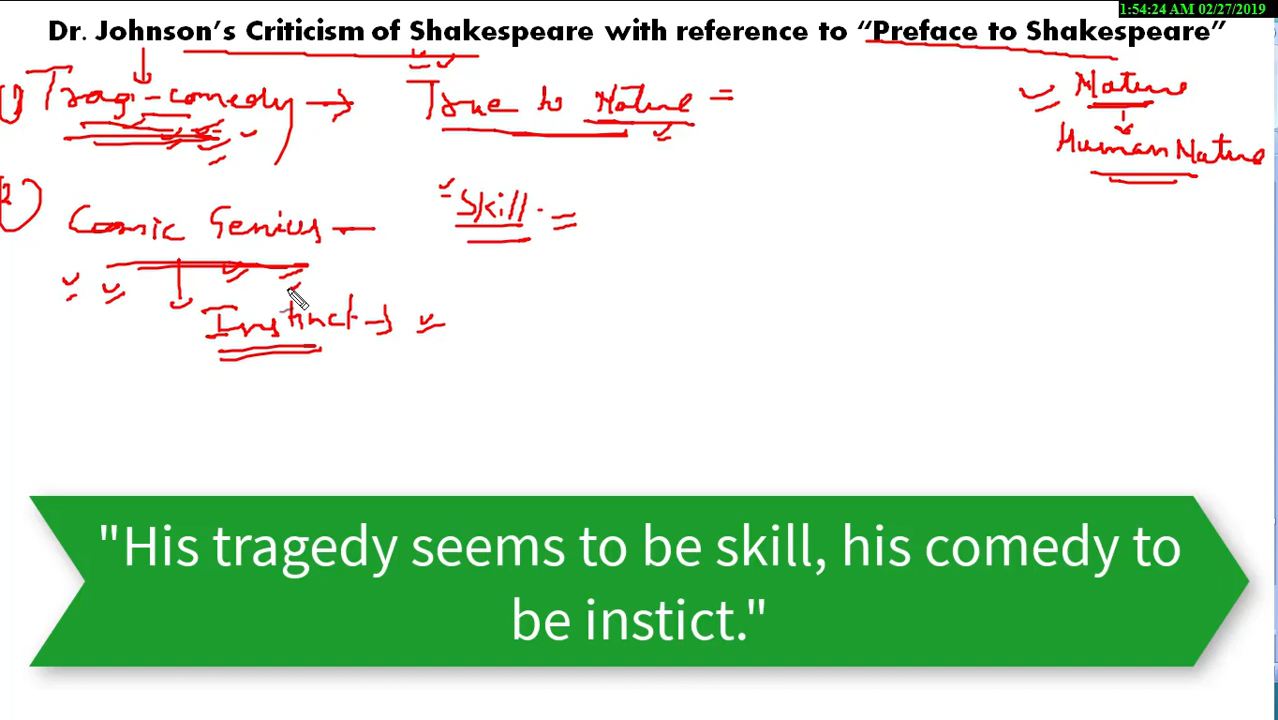 1:54:24 AM 02/27/2019
Dr. Johnson's Criticism of Shakespeare with reference to “Preface to Shakespeare”
1) Tragi-comedy → True to Nature =
Nature
Human Nature
2) Comic Genius — Skill. =
Instinct →
"His tragedy seems to be skill, his comedy to
be instict."